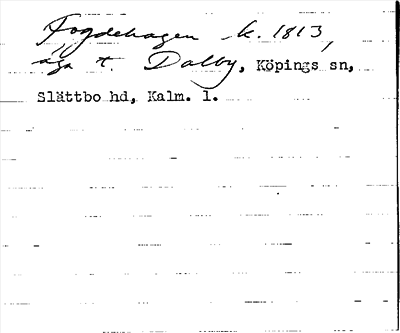 Fogdehagen k. 1813,
äga t. Dalby, Köpings sn,
Slättbo hd, Kalm. l.